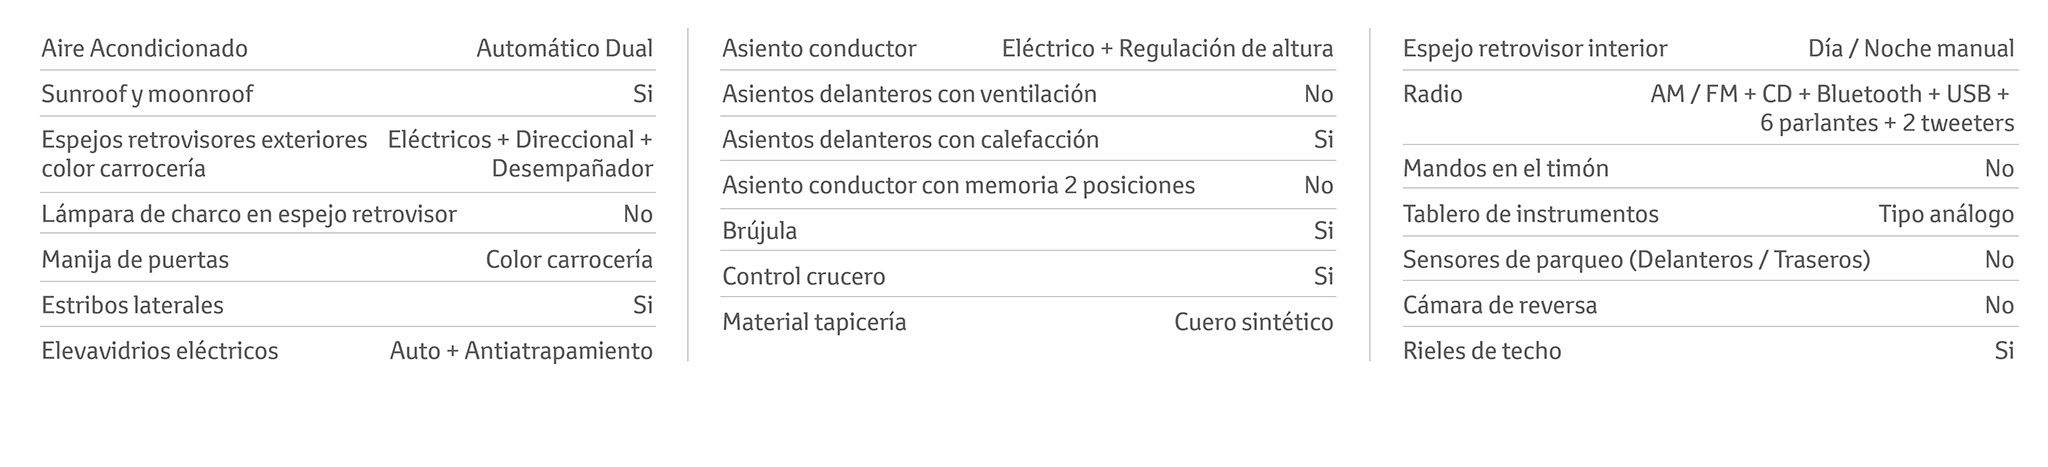 Aire Acondicionado Automático Dual
Sunroof y moonroof Si
Espejos retrovisores exteriores Eléctricos + Direccional +
color carrocería Desempañador
Lámpara de charco en espejo retrovisor No
Manija de puertas Color carrocería
Estribos laterales Si
Elevavidrios eléctricos Auto + Antiatrapamiento
Asiento conductor Eléctrico + Regulación de altura
Asientos delanteros con ventilación No
Asientos delanteros con calefacción Si
Asiento conductor con memoria 2 posiciones No
Brújula Si
Control crucero Si
Material tapicería Cuero sintético
Espejo retrovisor interior Día / Noche manual
Radio AM / FM + CD + Bluetooth + USB +
6 parlantes + 2 tweeters
Mandos en el timón No
Tablero de instrumentos Tipo análogo
Sensores de parqueo (Delanteros / Traseros) No
Cámara de reversa No
Rieles de techo Si